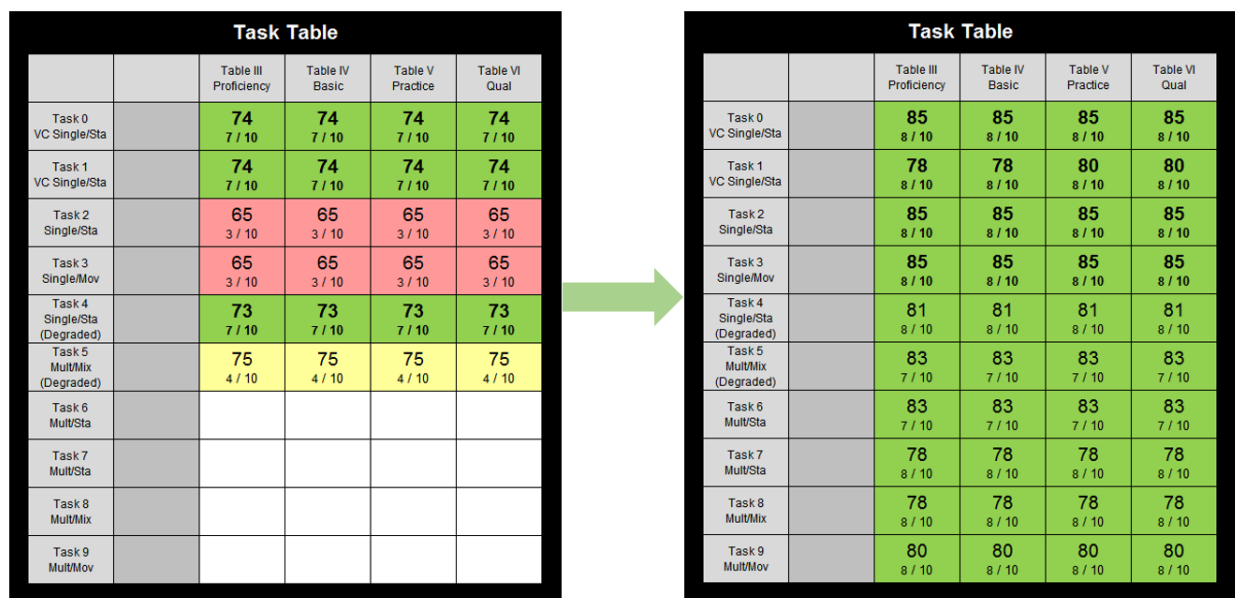 Task Table
Table III Table IV Table V Table VI
Proficiency Basic Practice Qual
Task 0 74 74 74 74
VC Single/Sta 7 / 10 7 / 10 7 / 10 7 / 10
Task 1 74 74 74 74
VC Single/Sta 7 / 10 7 / 10 7 / 10 7 / 10
Task 2 65 65 65 65
Single/Sta 3 / 10 3 / 10 3 / 10 3 / 10
Task 3 65 65 65 65
Single/Mov 3 / 10 3 / 10 3 / 10 3 / 10
Task 4
Single/Sta 73 73 73 73
(Degraded) 7 / 10 7 / 10 7 / 10 7 / 10
Task 5
Mult/Mix 75 75 75 75
(Degraded) 4 / 10 4 / 10 4 / 10 4 / 10
Task 6
Mult/Sta
Task 7
Mult/Sta
Task 8
Mult/Mix
Task 9
Mult/Mov
Task Table
Table III Table IV Table V Table VI
Proficiency Basic Practice Qual
Task 0 85 85 85 85
VC Single/Sta 8 / 10 8 / 10 8 / 10 8 / 10
Task 1 78 78 80 80
VC Single/Sta 8 / 10 8 / 10 8 / 10 8 / 10
Task 2 85 85 85 85
Single/Sta 8 / 10 8 / 10 8 / 10 8 / 10
Task 3 85 85 85 85
Single/Mov 8 / 10 8 / 10 8 / 10 8 / 10
Task 4
Single/Sta 81 81 81 81
(Degraded) 8 / 10 8 / 10 8 / 10 8 / 10
Task 5
Mult/Mix 83 83 83 83
(Degraded) 7 / 10 7 / 10 7 / 10 7 / 10
Task 6 83 83 83 83
Mult/Sta 7 / 10 7 / 10 7 / 10 7 / 10
Task 7 78 78 78 78
Mult/Sta 8 / 10 8 / 10 8 / 10 8 / 10
Task 8 78 78 78 78
Mult/Mix 8 / 10 8 / 10 8 / 10 8 / 10
Task 9 80 80 80 80
Mult/Mov 8 / 10 8 / 10 8 / 10 8 / 10